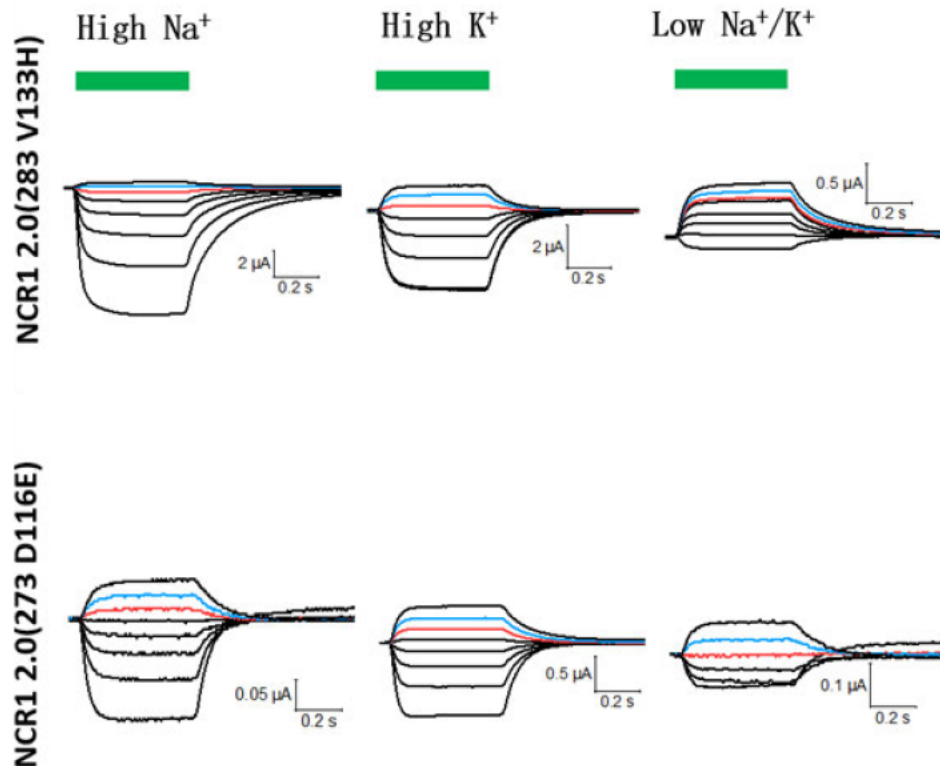 High Na⁺
High K⁺
Low Na⁺/K⁺
NCR1 2.0(283 V133H)
2 µA
0.2 s
2 µA
0.2 s
0.5 µA
0.2 s
NCR1 2.0(273 D116E)
0.05 µA
0.2 s
0.5 µA
0.2 s
0.1 µA
0.2 s